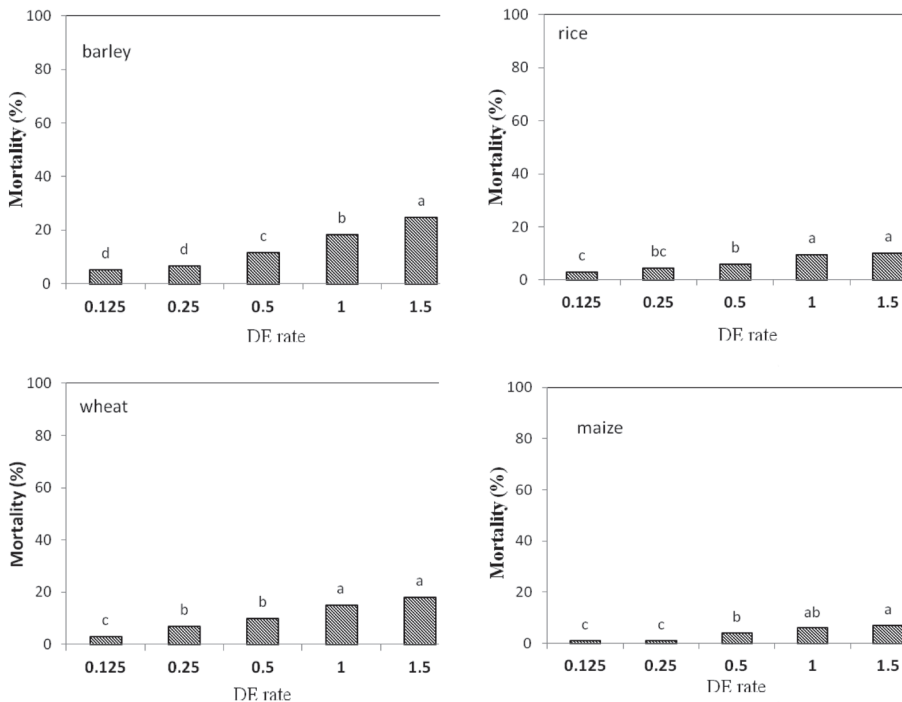 100
barley
80
60
40
20
0
Mortality (%)
d d c b a
0.125 0.25 0.5 1 1.5
DE rate
100
rice
80
60
40
20
0
Mortality (%)
c bc b a a
0.125 0.25 0.5 1 1.5
DE rate
100
wheat
80
60
40
20
0
Mortality (%)
c b b a a
0.125 0.25 0.5 1 1.5
DE rate
100
maize
80
60
40
20
0
Mortality (%)
c c b ab a
0.125 0.25 0.5 1 1.5
DE rate